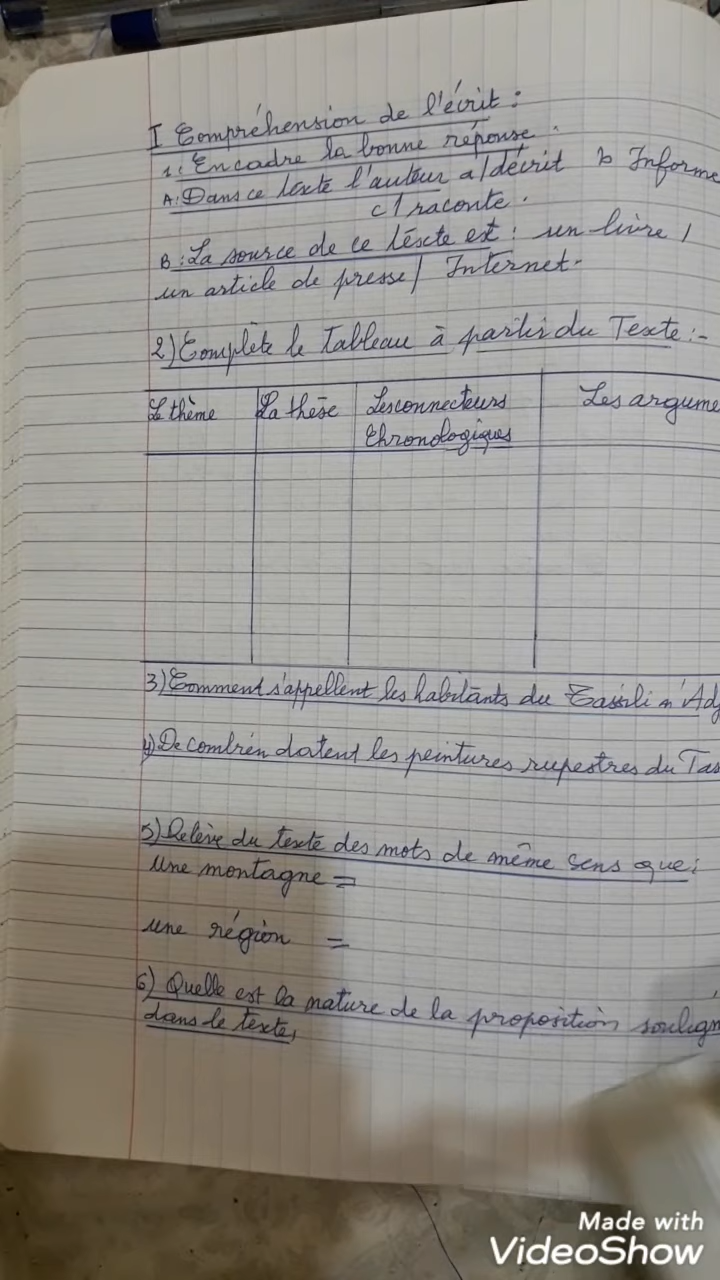 I Compréhension de l'écrit :
1: Encadre la bonne réponse.
A: Dans ce texte l'auteur a/décrit b Informe
c/ raconte.
B: La source de ce texte est : un livre /
un article de presse / Internet.
2) Complète le Tableau à partir du Texte :-
Le thème La thèse Les connecteurs Les argume
Chronologiques
3) Comment s'appellent les habitants du Tassili n'Adj
4) De combien datent les peintures rupestres du Tas
5) Relève du texte des mots de même sens que :
Une montagne =
une région =
6) Quelle est la nature de la proposition soulign
dans le texte,
Made with
VideoShow